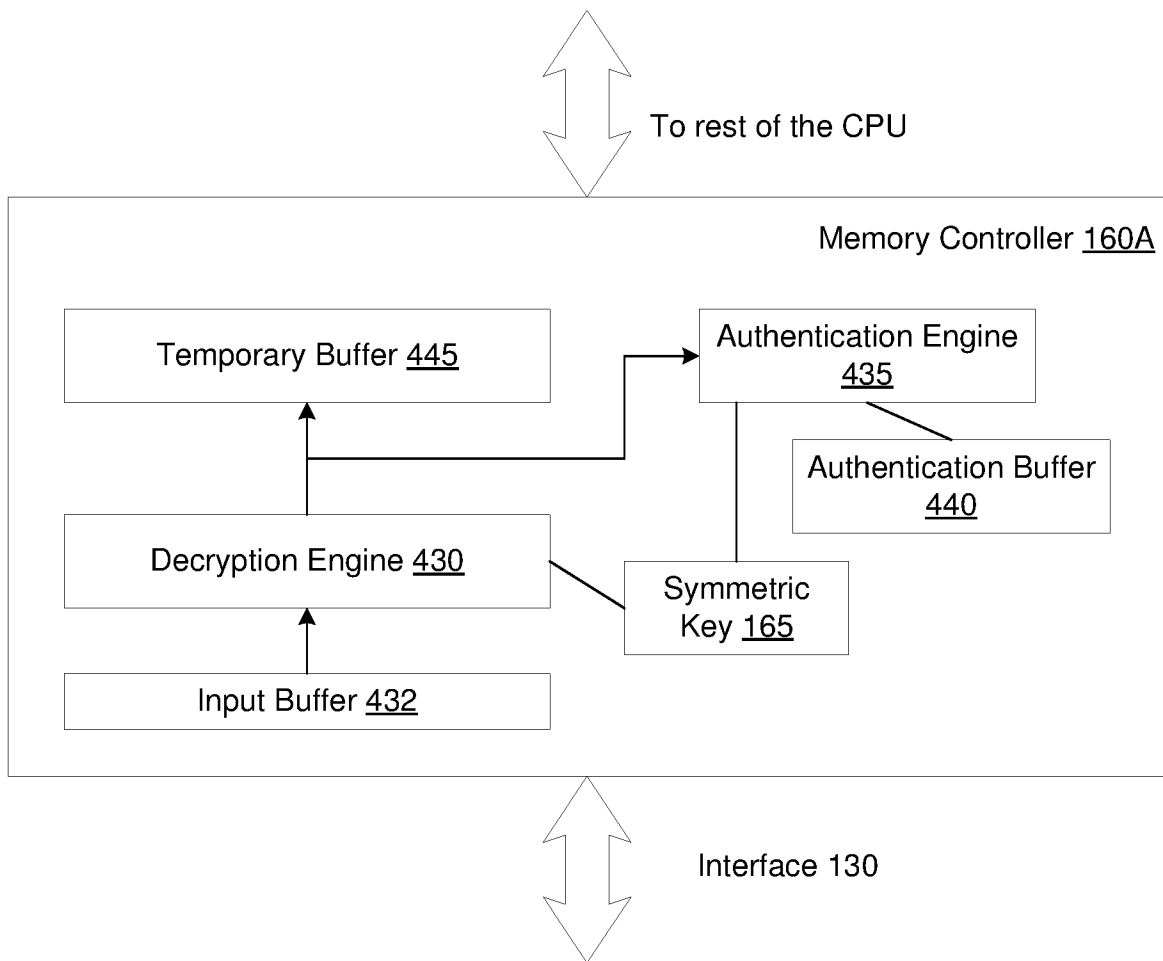 To rest of the CPU
Memory Controller 160A
Temporary Buffer 445
Authentication Engine
435
Authentication Buffer
440
Decryption Engine 430
Symmetric
Key 165
Input Buffer 432
Interface 130